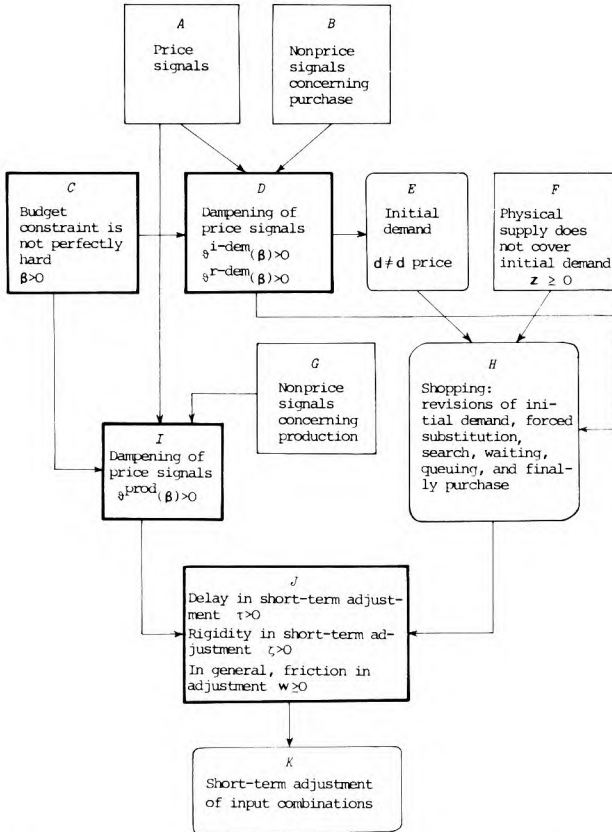 A
Price
signals
B
Nonprice
signals
concerning
purchase
C
Budget
constraint is
not perfectly
hard
β>0
D
Dampening of
price signals
ϑ i-dem (β)>0
ϑ r-dem (β)>0
E
Initial
demand
d≠d price
F
Physical
supply does
not cover
initial demand
z ≥ 0
G
Nonprice
signals
concerning
production
H
Shopping:
revisions of ini-
tial demand, forced
substitution,
search, waiting,
queuing, and final-
ly purchase
I
Dampening of
price signals
ϑ prod (β)>0
J
Delay in short-term adjust-
ment τ>0
Rigidity in short-term ad-
justment ζ>0
In general, friction in
adjustment w≥0
K
Short-term adjustment
of input combinations